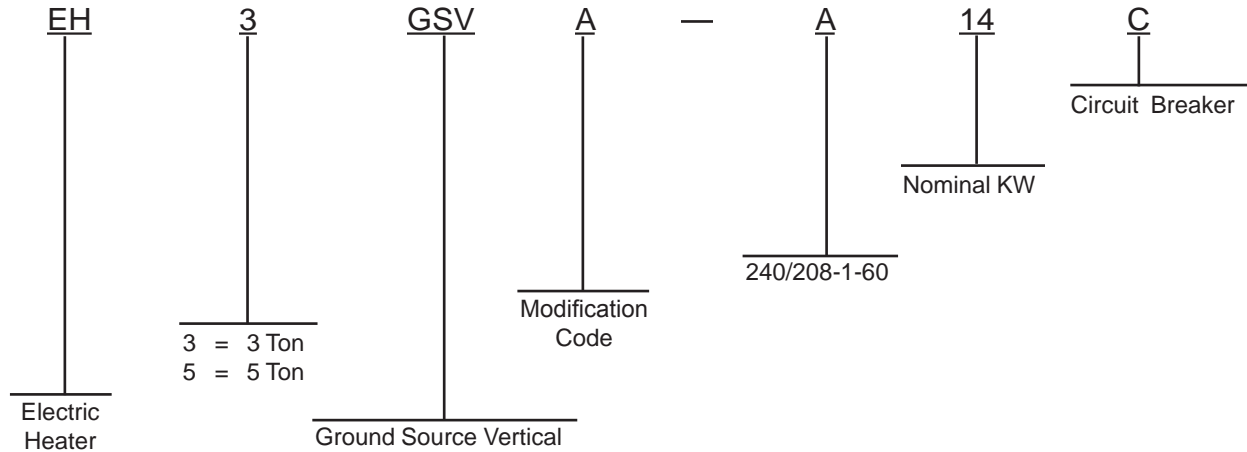 EH 3 GSV A — A 14 C
Circuit Breaker
Nominal KW
240/208-1-60
Modification
Code
3 = 3 Ton
5 = 5 Ton
Electric
Heater
Ground Source Vertical